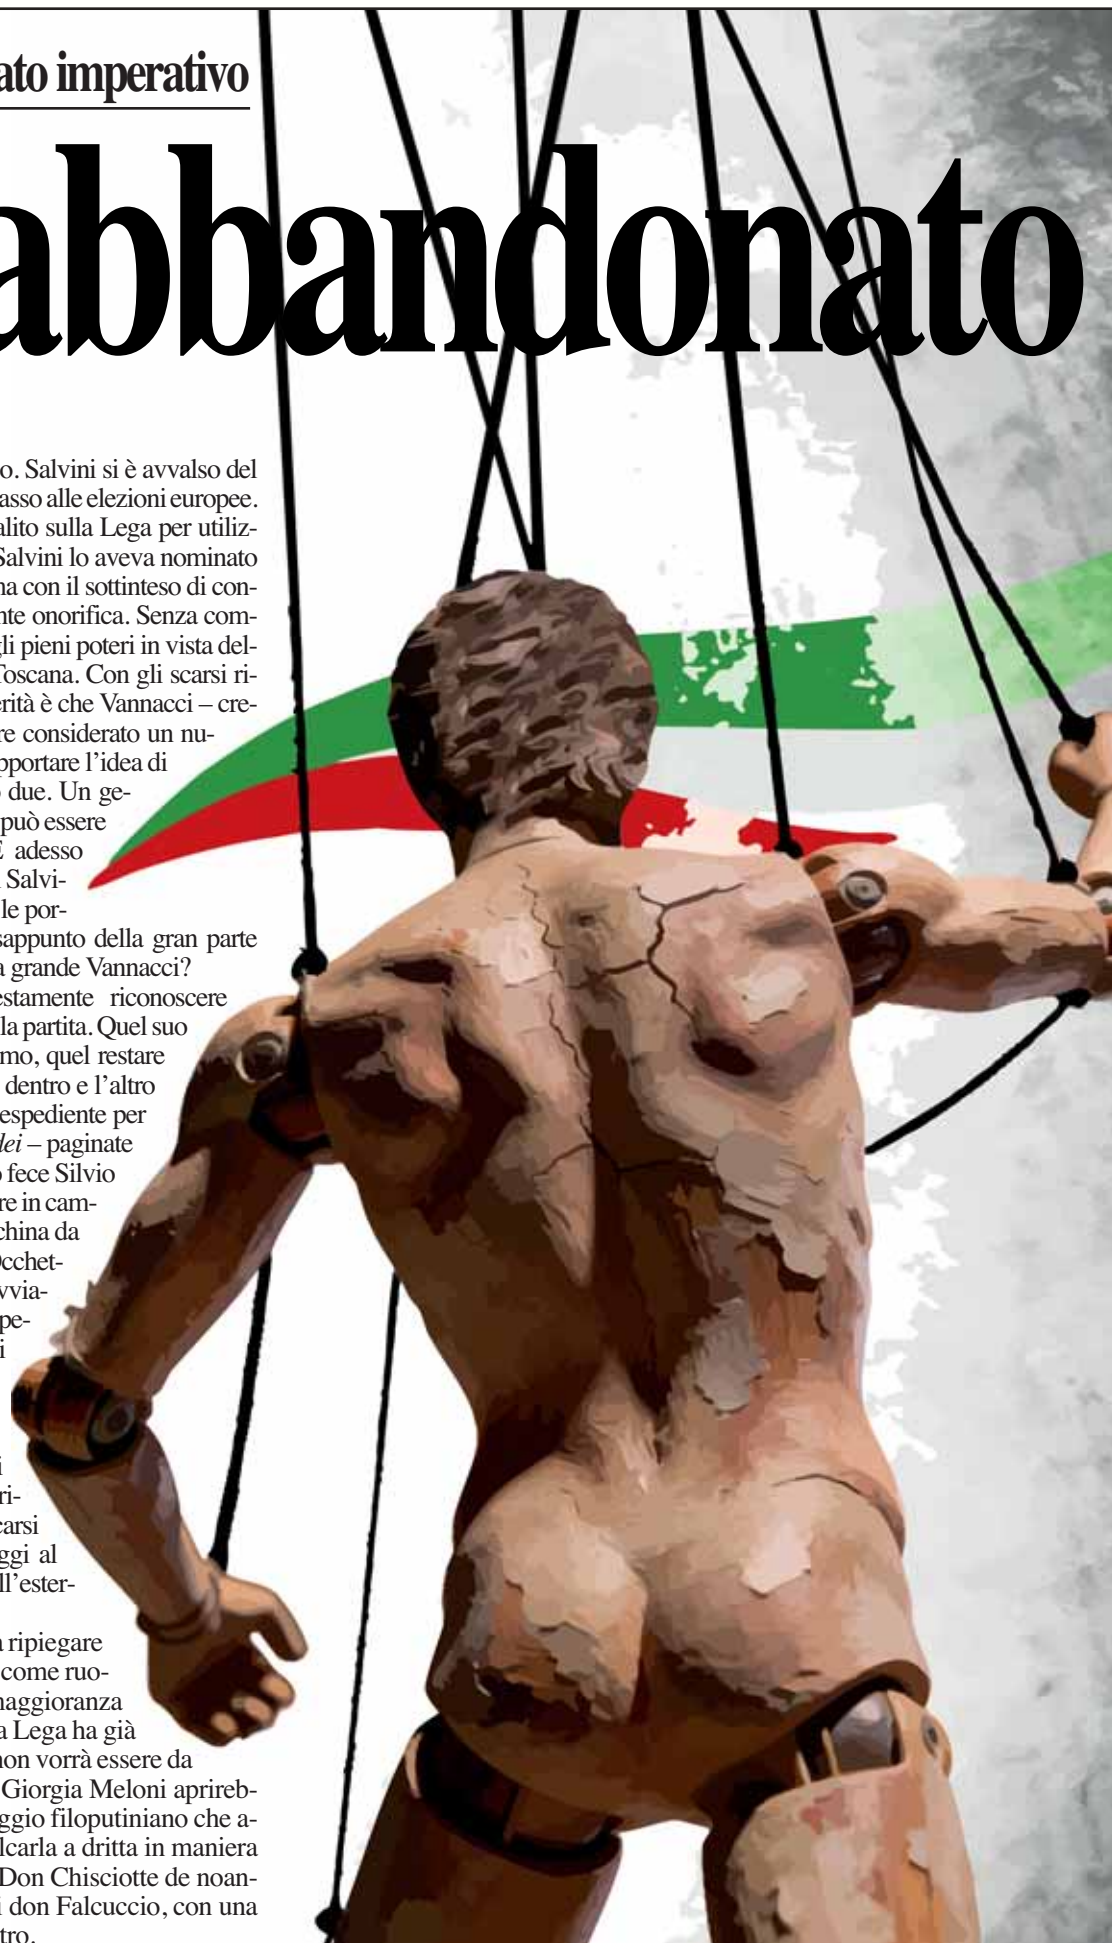 ato imperativo
abbandonato
o. Salvini si è avvalso del
asso alle elezioni europee.
alito sulla Lega per utiliz-
Salvini lo aveva nominato
na con il sottinteso di con-
nte onorifica. Senza com-
gli pieni poteri in vista del-
Toscana. Con gli scarsi ri-
erità è che Vannacci – cre-
re considerato un nu-
pportare l’idea di
o due. Un ge-
può essere
E adesso
Salvi-
le por-
sappunto della gran parte
a grande Vannacci?
estamente riconoscere
la partita. Quel suo
mo, quel restare
dentro e l’altro
espediente per
lei – paginate
o fece Silvio
re in cam-
china da
Occhet-
vvia-
pe-
i
i
ri-
carsi
ggi al
ll’ester-
a ripiegare
come ruo-
maggioranza
a Lega ha già
non vorrà essere da
Giorgia Meloni aprireb-
ggio filoputiniano che a-
lcarla a dritta in maniera
Don Chisciotte de noan-
i don Falcuccio, con una
tro.